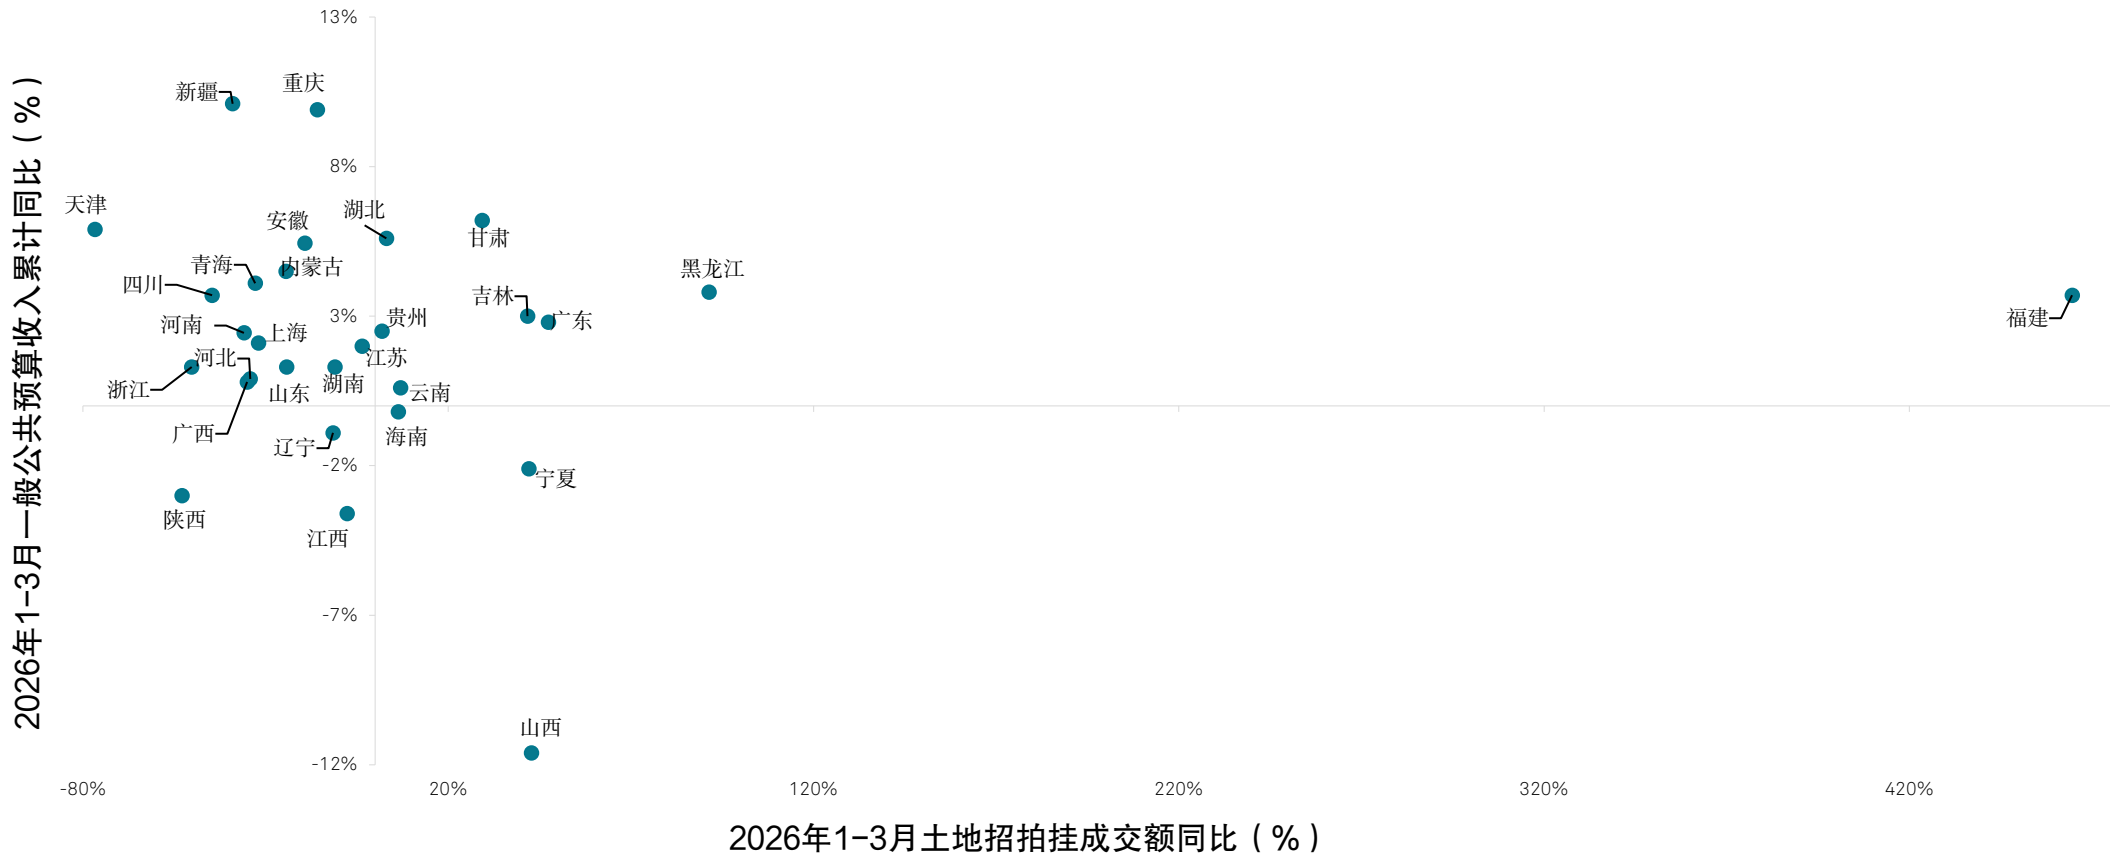 13%
新疆
重庆
8%
天津
安徽
湖北
甘肃
青海
内蒙古
四川
黑龙江
吉林
广东
福建
3%
贵州
河南
上海
河北
江苏
浙江
山东
湖南
云南
广西
辽宁
海南
-2%
宁夏
陕西
江西
-7%
山西
-12%
-80%
20%
120%
220%
320%
420%
2026年1-3月一般公共预算收入累计同比（%）
2026年1-3月土地招拍挂成交额同比（%）